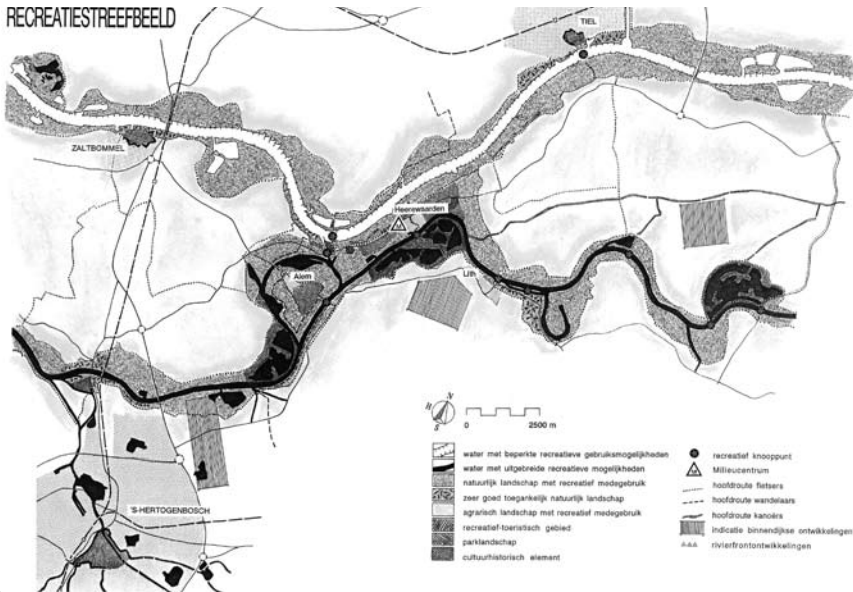 RECREATIESTREEFBEELD
TIEL
ZALTBOMMEL
Heerewaarden
M
Alem
Lith
'S-HERTOGENBOSCH
N
S
0 2500 m
water met beperkte recreatieve gebruiksmogelijkheden
water met uitgebreide recreatieve mogelijkheden
natuurlijk landschap met recreatief medegebruik
zeer goed toegankelijk natuurlijk landschap
agrarisch landschap met recreatief medegebruik
recreatief-toeristisch gebied
parklandschap
cultuurhistorisch element
recreatief knooppunt
M Milieucentrum
hoofdroute fietsers
hoofdroute wandelaars
hoofdroute kanoërs
indicatie binnendijkse ontwikkelingen
rivierfrontontwikkelingen